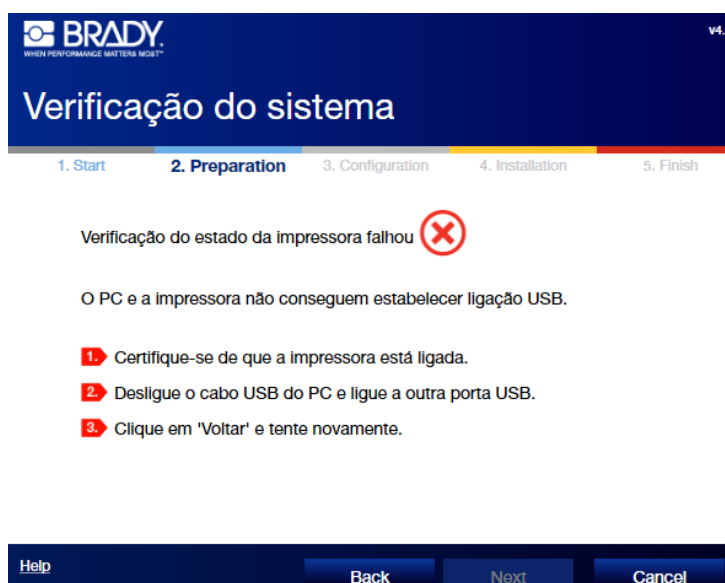 BRADY.
WHEN PERFORMANCE MATTERS MOST™
v4.
Verificação do sistema
1. Start
2. Preparation
3. Configuration
4. Installation
5. Finish
Verificação do estado da impressora falhou
O PC e a impressora não conseguem estabelecer ligação USB.
1. Certifique-se de que a impressora está ligada.
2. Desligue o cabo USB do PC e ligue a outra porta USB.
3. Clique em 'Voltar' e tente novamente.
Help
Back
Next
Cancel